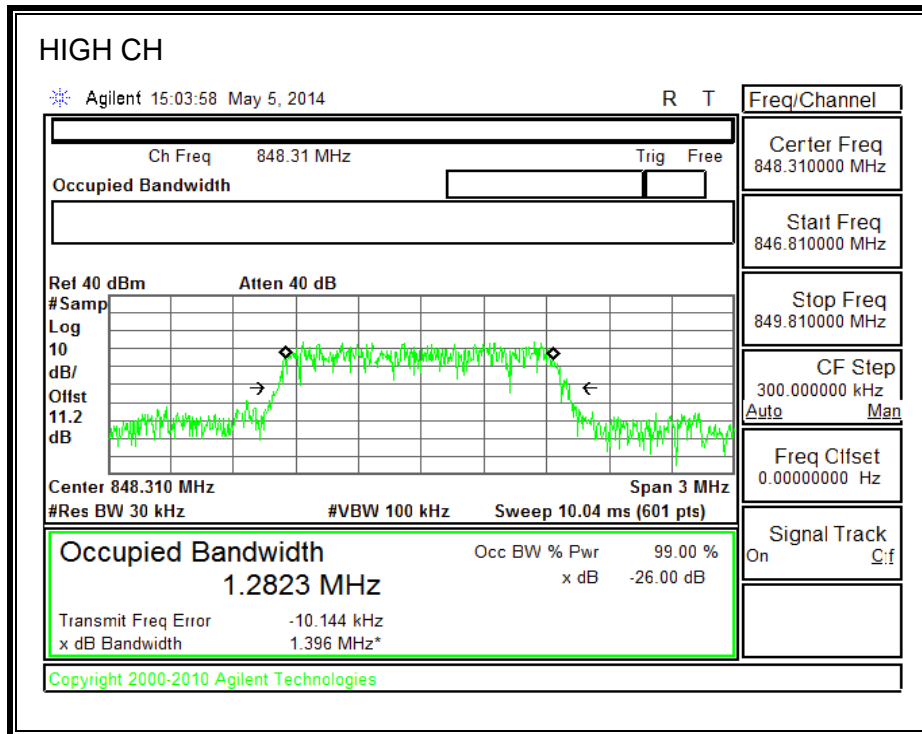 HIGH CH
Agilent 15:03:58 May 5, 2014 R T
Freq/Channel
Ch Freq 848.31 MHz Trig Free
Occupied Bandwidth
Center Freq
848.310000 MHz
Start Freq
846.810000 MHz
Stop Freq
849.810000 MHz
CF Step
300.000000 kHz
Auto Man
Freq Offset
0.00000000 Hz
Signal Track
On Off
Ref 40 dBm Atten 40 dB
#Samp
Log
10
dB/
Offst
11.2
dB
Center 848.310 MHz Span 3 MHz
#Res BW 30 kHz #VBW 100 kHz Sweep 10.04 ms (601 pts)
Occupied Bandwidth Occ BW % Pwr 99.00 %
1.2823 MHz x dB -26.00 dB
Transmit Freq Error -10.144 kHz
x dB Bandwidth 1.396 MHz*
Copyright 2000-2010 Agilent Technologies